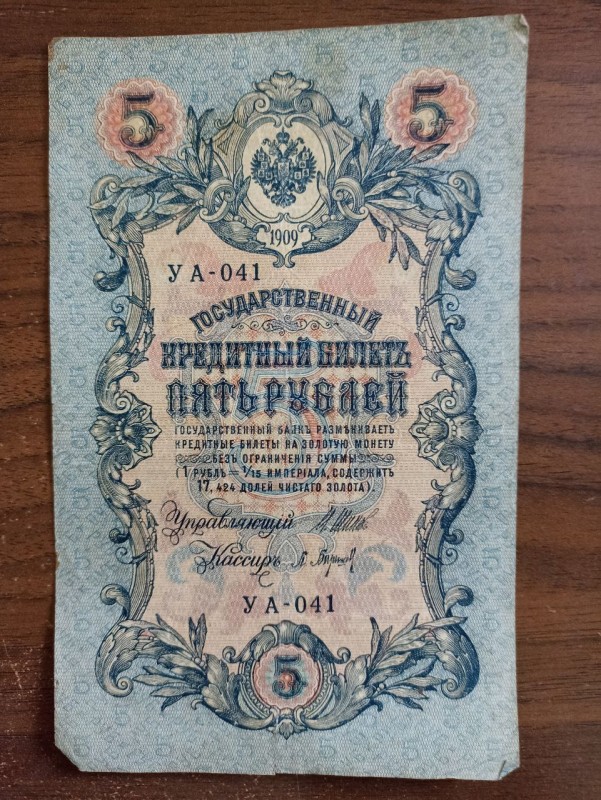 5 5
1909
УА-041
ГОСУДАРСТВЕННЫЙ
КРЕДИТНЫЙ БИЛЕТЪ
ПЯТЬ РУБЛЕЙ
ГОСУДАРСТВЕННЫЙ БАНКЪ РАЗМѢНИВАЕТЪ
КРЕДИТНЫЕ БИЛЕТЫ НА ЗОЛОТУЮ МОНЕТУ
БЕЗЪ ОГРАНИЧЕНІЯ СУММЫ
(1 РУБЛЬ = 1/15 ИМПЕРІАЛА, СОДЕРЖИТЪ
17,424 ДОЛЕЙ ЧИСТАГО ЗОЛОТА).
Управляющій
Кассиръ
УА-041
5